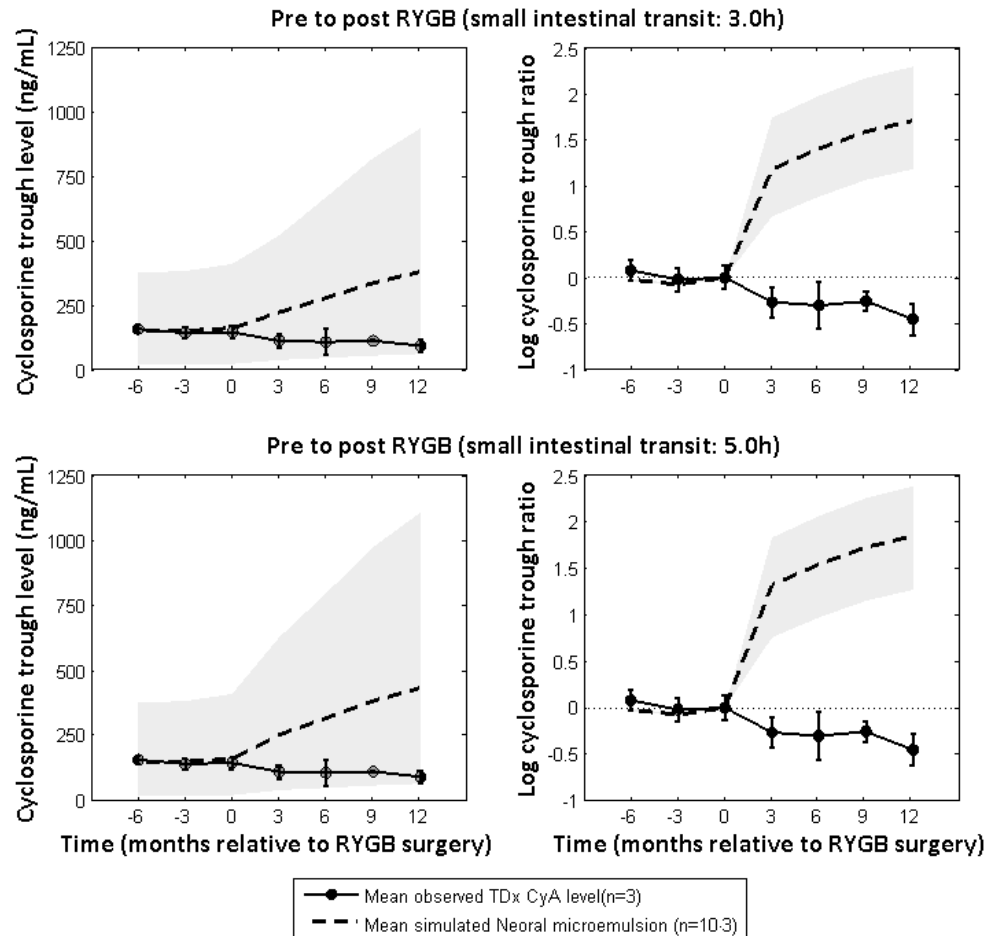 Pre to post RYGB (small intestinal transit: 3.0h)
Cyclosporine trough level (ng/mL)
1250
1000
750
500
250
0
-6 -3 0 3 6 9 12
Log cyclosporine trough ratio
2.5
2
1.5
1
0.5
0
-0.5
-1
-6 -3 0 3 6 9 12
Pre to post RYGB (small intestinal transit: 5.0h)
Cyclosporine trough level (ng/mL)
1250
1000
750
500
250
0
-6 -3 0 3 6 9 12
Log cyclosporine trough ratio
2.5
2
1.5
1
0.5
0
-0.5
-1
-6 -3 0 3 6 9 12
Time (months relative to RYGB surgery)
Time (months relative to RYGB surgery)
Mean observed TDx CyA level(n=3)
Mean simulated Neoral microemulsion (n=10·3)